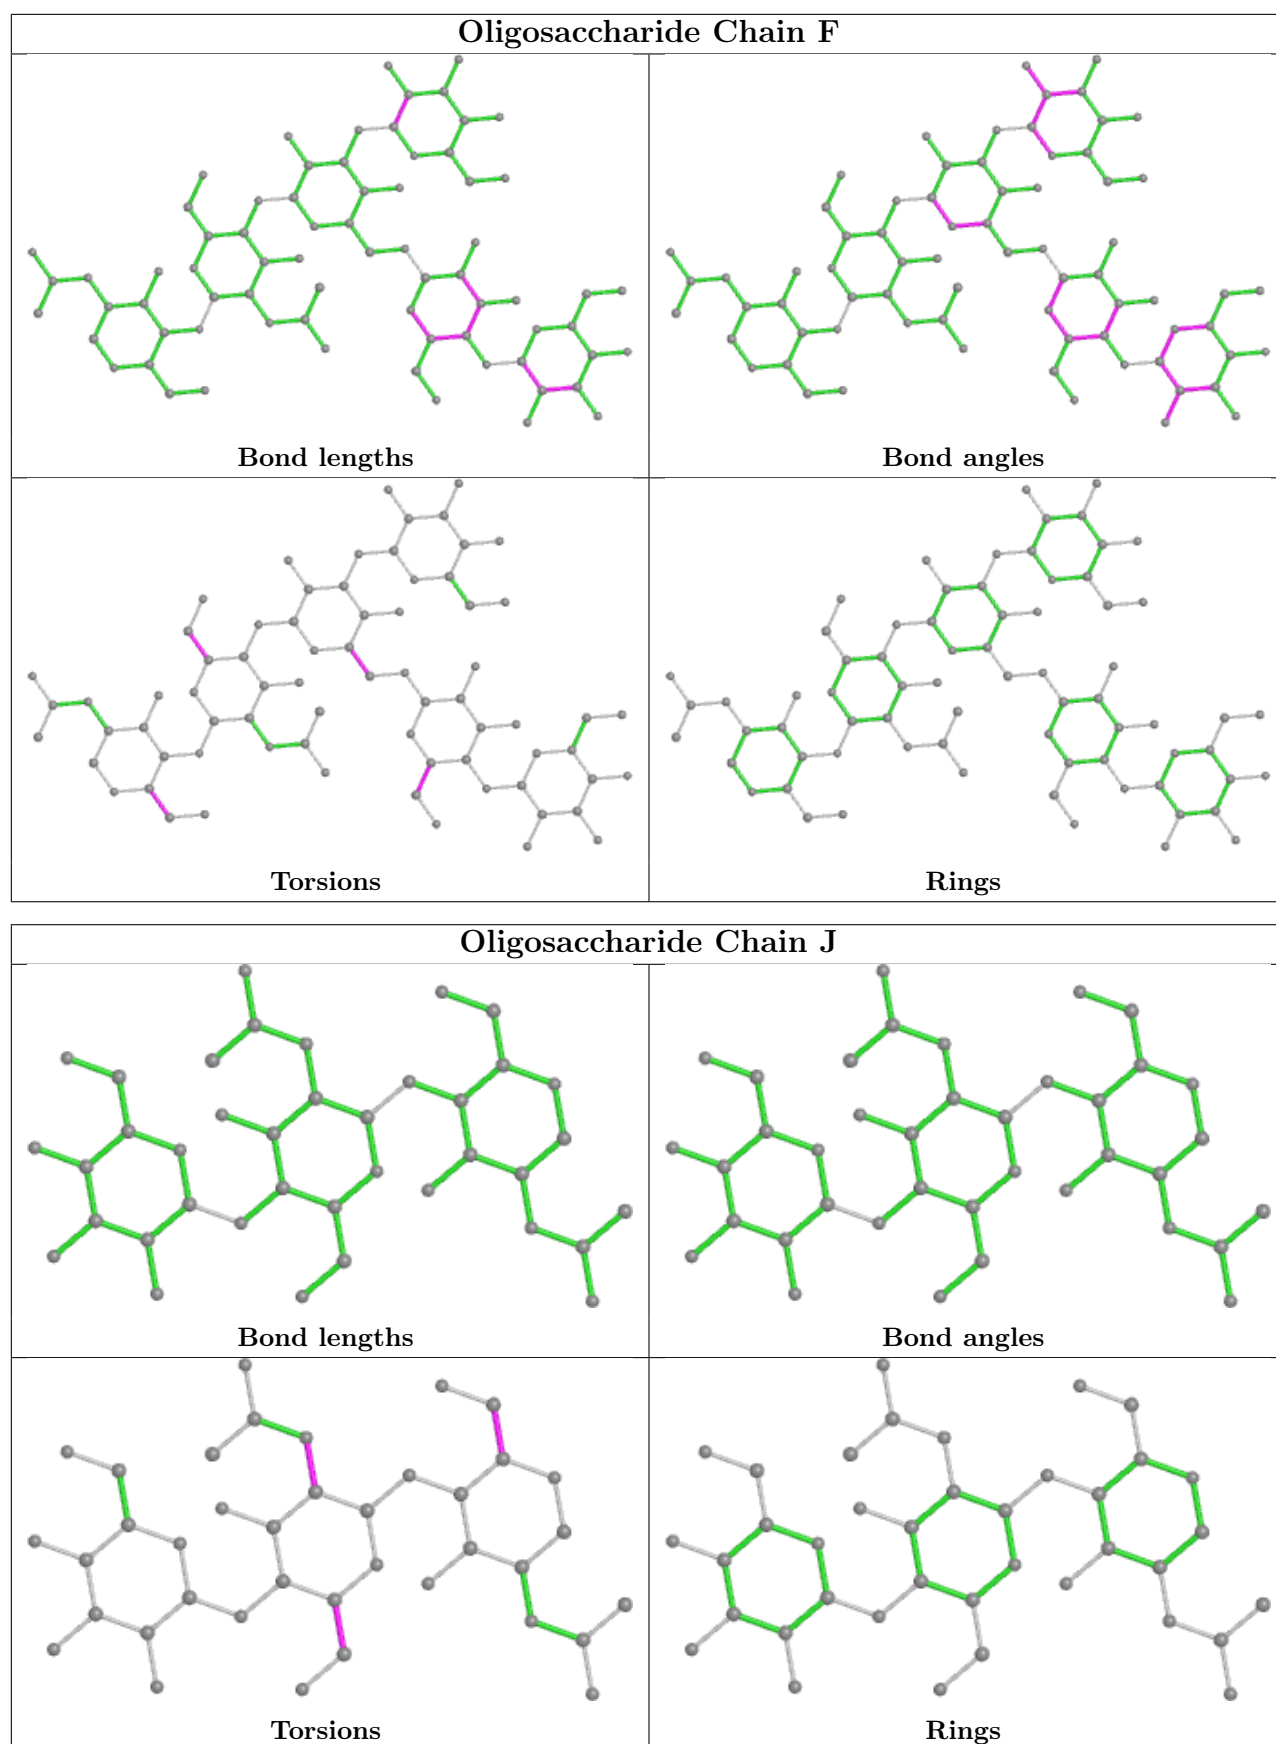 Oligosaccharide Chain F
Bond lengths
Bond angles
Torsions
Rings
Oligosaccharide Chain J
Bond lengths
Bond angles
Torsions
Rings